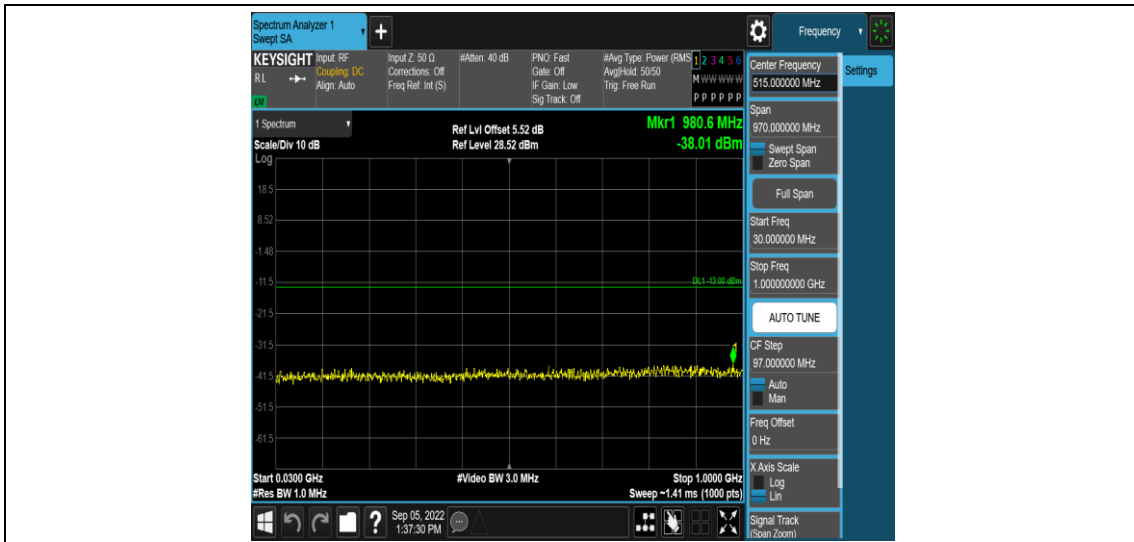 Spectrum Analyzer 1
Swept SA
+
Frequency
KEYSIGHT
RL
LXI
Input: RF
Coupling: DC
Align: Auto
Input Z: 50 Ω
Corrections: Off
Freq Ref: Int (S)
#Atten: 40 dB
PNO: Fast
Gate: Off
IF Gain: Low
Sig Track: Off
#Avg Type: Power (RMS
Avg|Hold: 50/50
Trig: Free Run
1 2 3 4 5 6
M W W W W W
P P P P P P
1 Spectrum
Scale/Div 10 dB
Ref Lvl Offset 5.52 dB
Ref Level 28.52 dBm
Mkr1 980.6 MHz
-38.01 dBm
Log
18.5
8.52
-1.48
-11.5
DL1 -13.00 dBm
-21.5
-31.5
1
-41.5
-51.5
-61.5
Start 0.0300 GHz
#Res BW 1.0 MHz
#Video BW 3.0 MHz
Stop 1.0000 GHz
Sweep ~1.41 ms (1000 pts)
Center Frequency
515.000000 MHz
Settings
Span
970.000000 MHz
Swept Span
Zero Span
Full Span
Start Freq
30.000000 MHz
Stop Freq
1.000000000 GHz
AUTO TUNE
CF Step
97.000000 MHz
Auto
Man
Freq Offset
0 Hz
X Axis Scale
Log
Lin
Signal Track
(Span Zoom)
?
Sep 05, 2022
1:37:30 PM